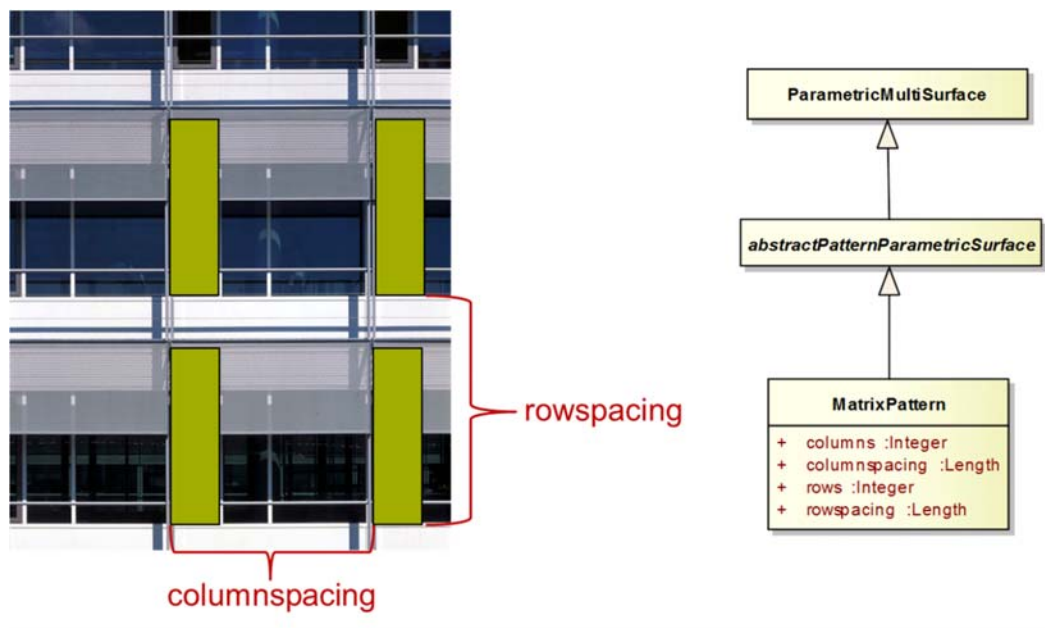 rowspacing
columnspacing
ParametricMultiSurface
abstractPatternParametricSurface
MatrixPattern
+ columns :Integer
+ columnspacing :Length
+ rows :Integer
+ rowspacing :Length